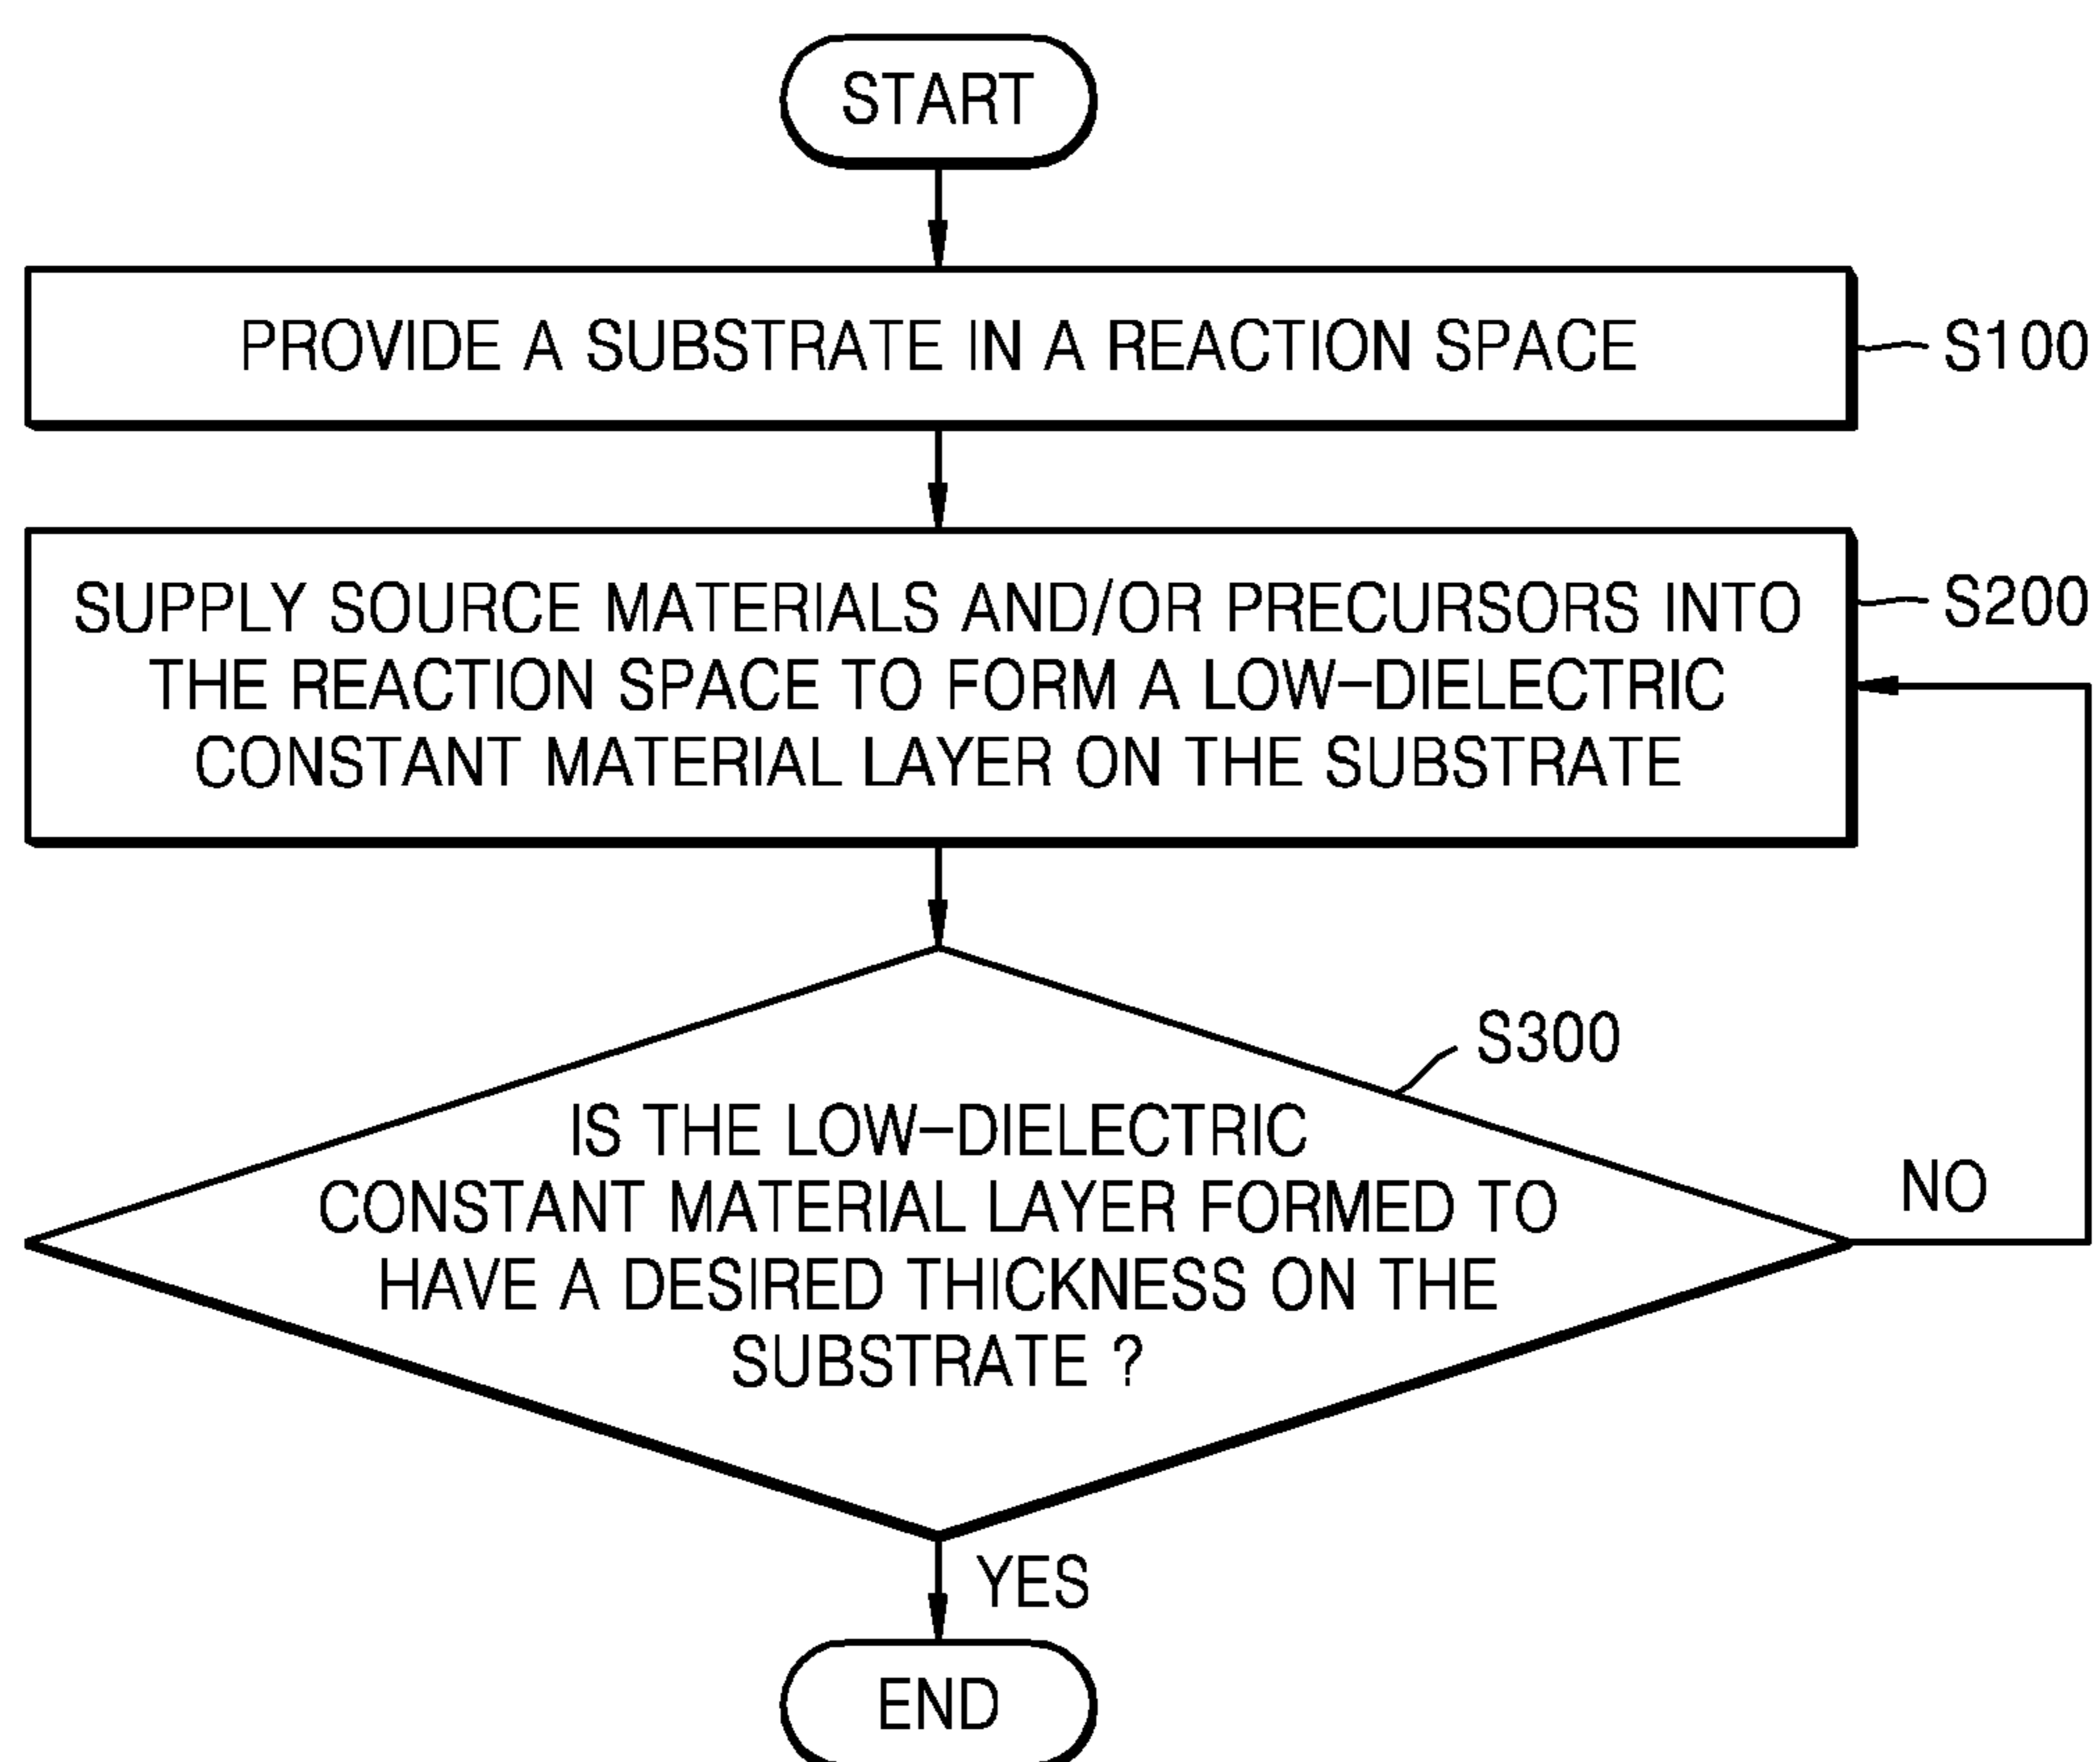 START
PROVIDE A SUBSTRATE IN A REACTION SPACE
S100
SUPPLY SOURCE MATERIALS AND/OR PRECURSORS INTO
THE REACTION SPACE TO FORM A LOW-DIELECTRIC
CONSTANT MATERIAL LAYER ON THE SUBSTRATE
S200
S300
IS THE LOW-DIELECTRIC
CONSTANT MATERIAL LAYER FORMED TO
HAVE A DESIRED THICKNESS ON THE
SUBSTRATE ?
NO
YES
END